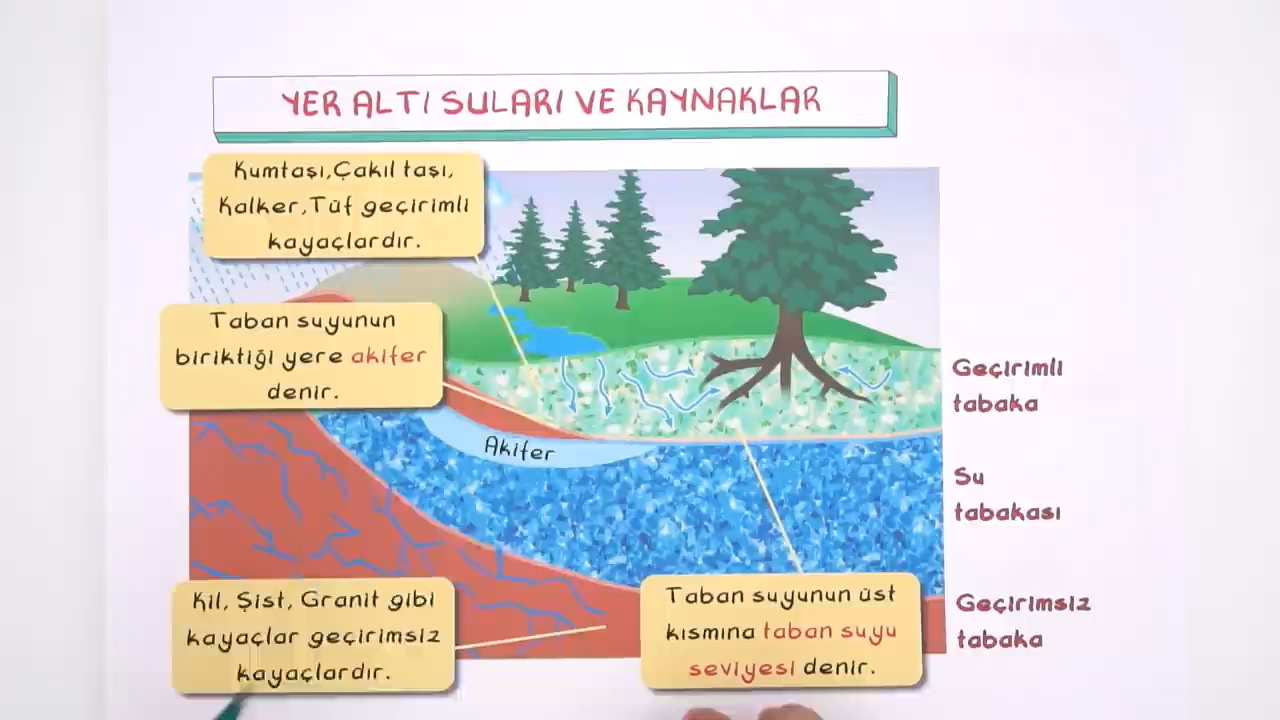 YER ALTI SULARI VE KAYNAKLAR
Kumtaşı,Çakıl taşı,
Kalker,Tüf geçirimli
kayaçlardır.
Taban suyunun
biriktiği yere akifer
denir.
Akifer
Geçirimli
tabaka
Su
tabakası
Geçirimsiz
tabaka
Kil, Şist, Granit gibi
kayaçlar geçirimsiz
kayaçlardır.
Taban suyunun üst
kısmına taban suyu
seviyesi denir.